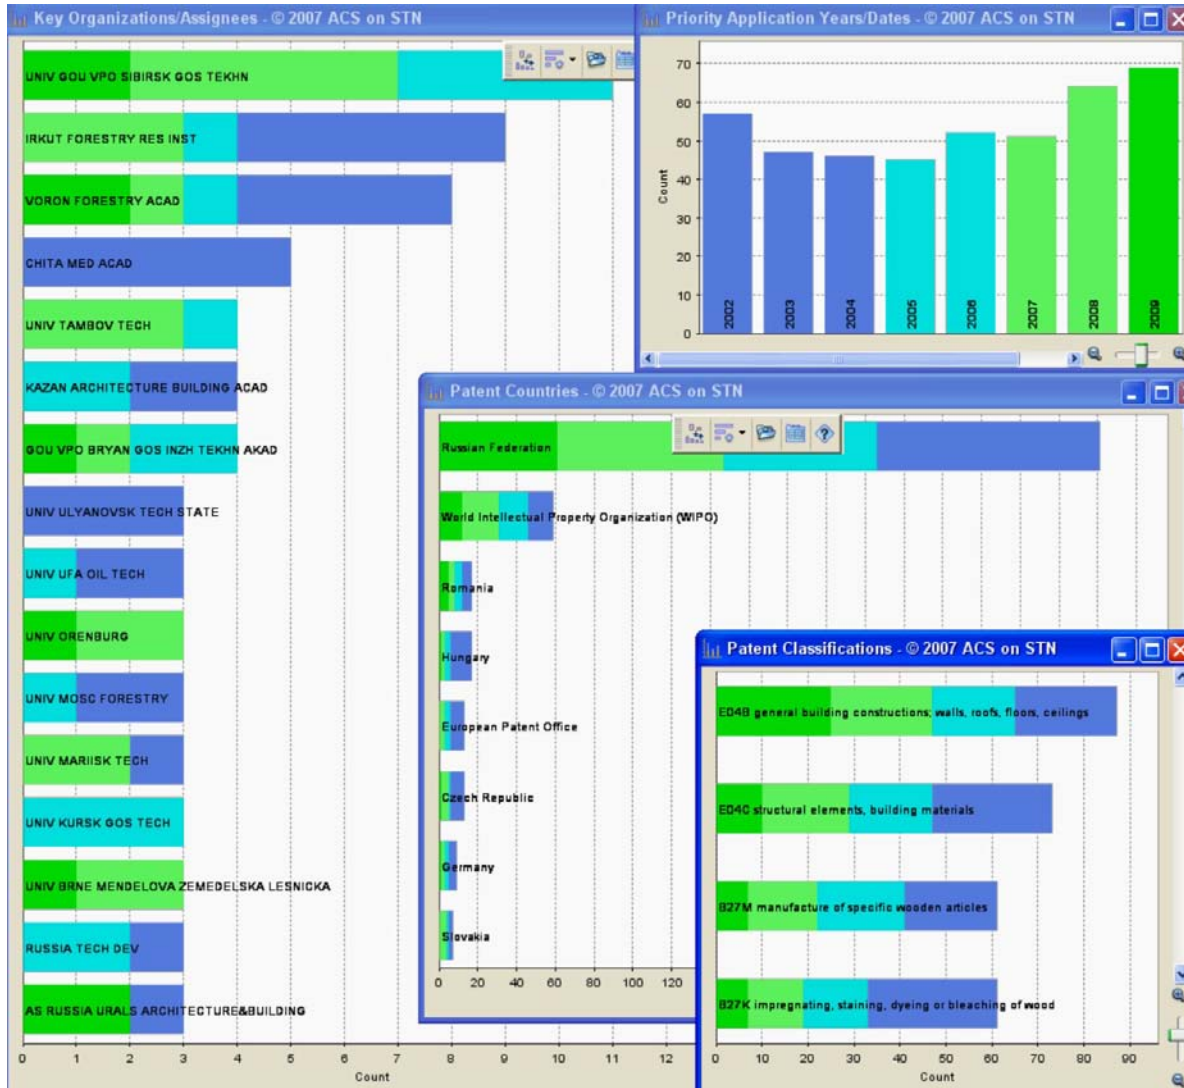 Key Organizations/Assignees - © 2007 ACS on STN
UNIV GOU VPO SIBIRSK GOS TEKHN
IRKUT FORESTRY RES INST
VORON FORESTRY ACAD
CHITA MED ACAD
UNIV TAMBOV TECH
KAZAN ARCHITECTURE BUILDING ACAD
GOU VPO BRYAN GOS INZH TEKHN AKAD
UNIV ULYANOVSK TECH STATE
UNIV UFA OIL TECH
UNIV ORENBURG
UNIV MOSC FORESTRY
UNIV MARIISK TECH
UNIV KURSK GOS TECH
UNIV BRNE MENDELOVA ZEMEDELSKA LESNICKA
RUSSIA TECH DEV
AS RUSSIA URALS ARCHITECTURE&BUILDING
0 1 2 3 4 5 6 7 8 9 10 11 12
Count
Priority Application Years/Dates - © 2007 ACS on STN
70
60
50
40
30
20
10
0
Count
2002 2003 2004 2005 2006 2007 2008 2009
Patent Countries - © 2007 ACS on STN
Russian Federation
World Intellectual Property Organization (WIPO)
Romania
Hungary
European Patent Office
Czech Republic
Germany
Slovakia
0 20 40 60 80 100 120
Patent Classifications - © 2007 ACS on STN
E04B general building constructions; walls, roofs, floors, ceilings
E04C structural elements, building materials
B27M manufacture of specific wooden articles
B27K impregnating, staining, dyeing or bleaching of wood
0 10 20 30 40 50 60 70 80 90
Count